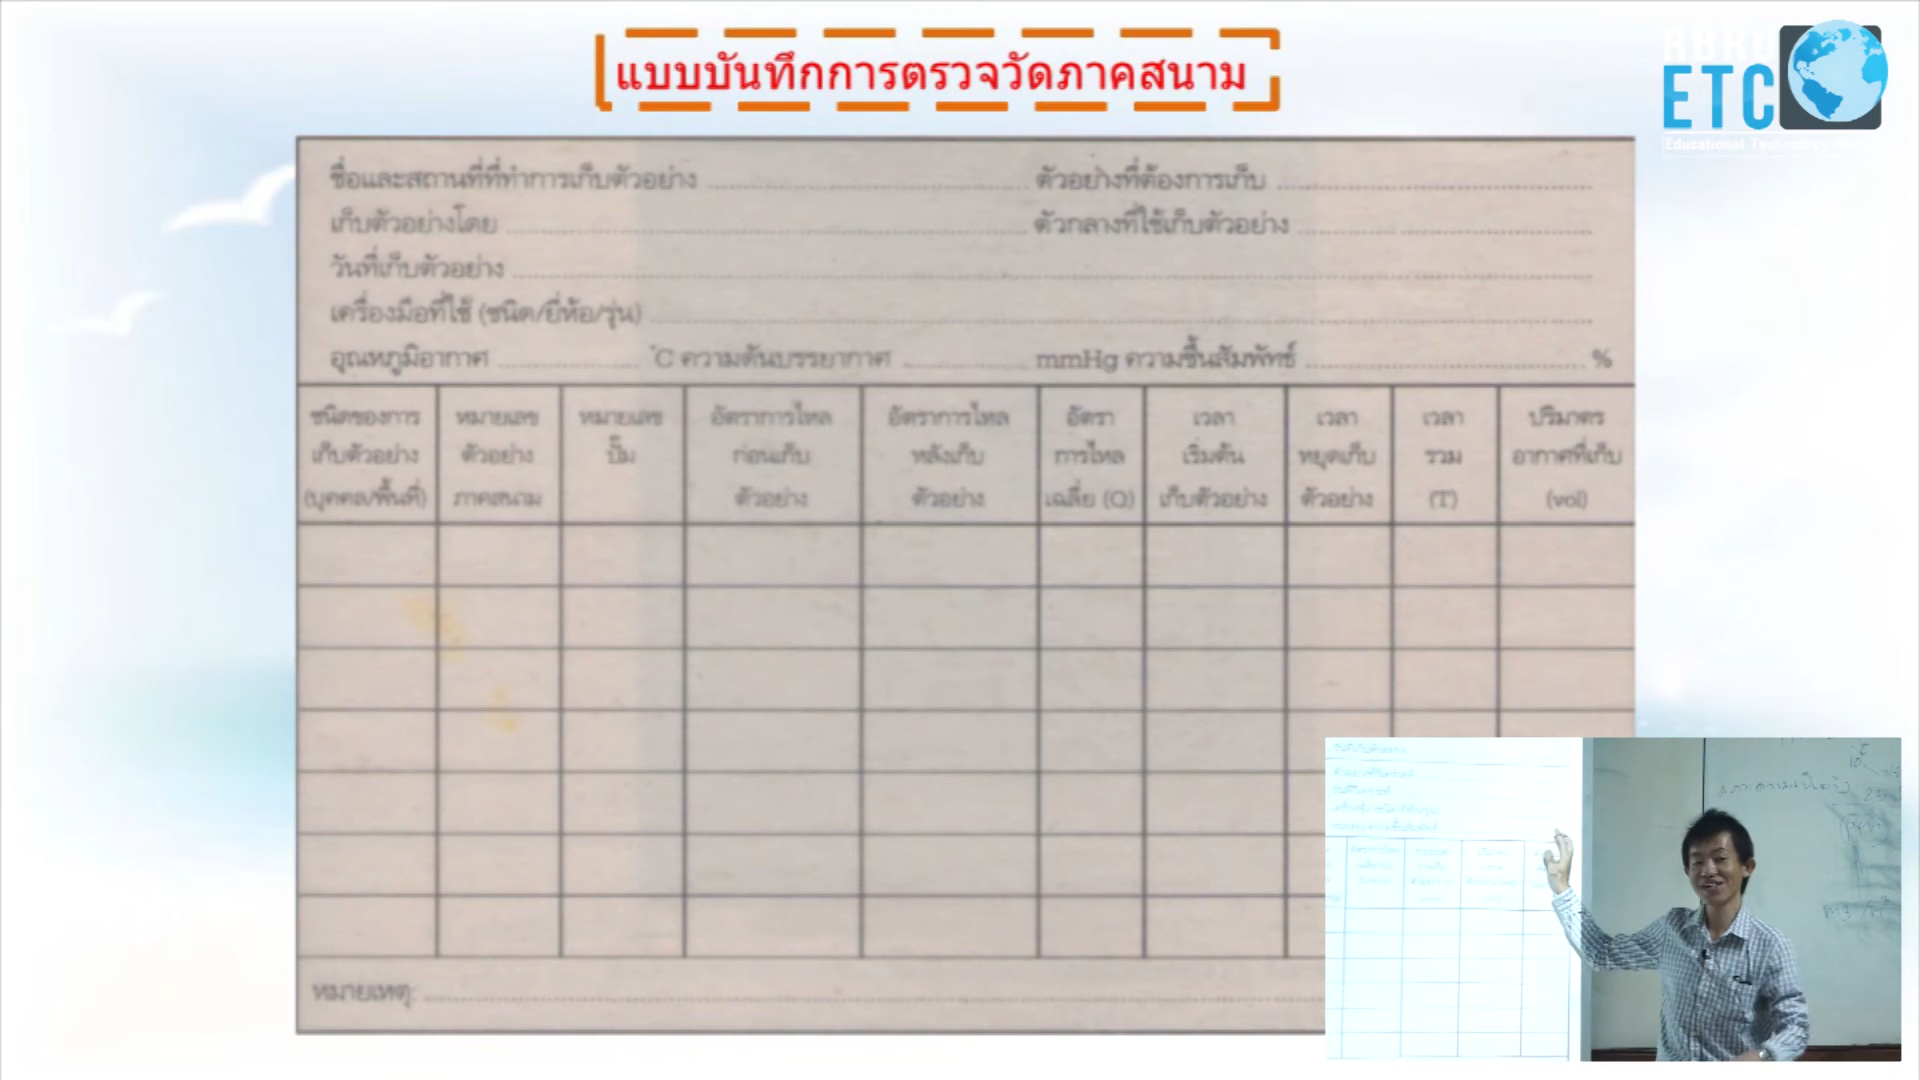 แบบบันทึกการตรวจวัดภาคสนาม
RBRU
ETC
Educational
ชื่อและสถานที่ที่ทำการเก็บตัวอย่าง ตัวอย่างที่ต้องการเก็บ
เก็บตัวอย่างโดย ตัวกลางที่ใช้เก็บตัวอย่าง
วันที่เก็บตัวอย่าง
เครื่องมือที่ใช้ (ชนิด/ยี่ห้อ/รุ่น)
อุณหภูมิอากาศ °C ความดันบรรยากาศ mmHg ความชื้นสัมพัทธ์ %
ชนิดของการ หมายเลข หมายเลข อัตราการไหล อัตราการไหล อัตรา เวลา เวลา เวลา ปริมาตร
เก็บตัวอย่าง ตัวอย่าง ปั๊ม ก่อนเก็บ หลังเก็บ การไหล เริ่มต้น หยุดเก็บ รวม อากาศที่เก็บ
(บุคคล/พื้นที่) ภาคสนาม ตัวอย่าง ตัวอย่าง เฉลี่ย (Q) เก็บตัวอย่าง ตัวอย่าง (T) (vol)
หมายเหตุ: